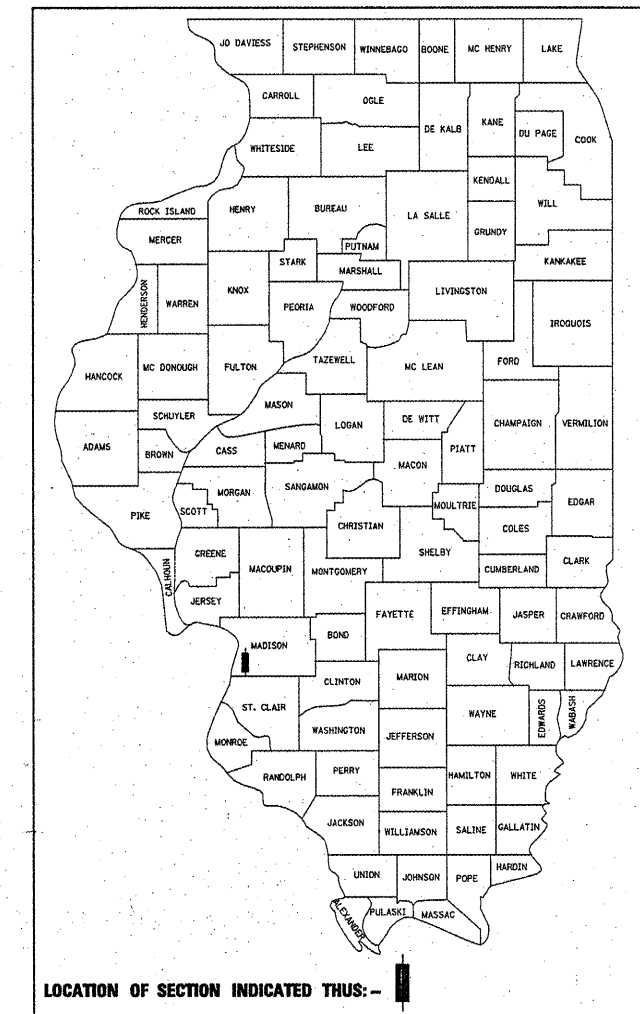 JO DAVIESS STEPHENSON WINNEBAGO BOONE MC HENRY LAKE
CARROLL OGLE DE KALB KANE DU PAGE COOK
WHITESIDE LEE
KENDALL
ROCK ISLAND HENRY BUREAU LA SALLE WILL
MERCER PUTNAM GRUNDY
STARK MARSHALL KANKAKEE
HENDERSON WARREN KNOX PEORIA WOODFORD LIVINGSTON IROQUOIS
HANCOCK MC DONOUGH FULTON TAZEWELL MC LEAN FORD
SCHUYLER MASON LOGAN DE WITT CHAMPAIGN VERMILION
ADAMS BROWN CASS MENARD MACON PIATT
MORGAN SANGAMON DOUGLAS
PIKE SCOTT CHRISTIAN MOULTRIE COLES EDGAR
GREENE MACOUPIN MONTGOMERY SHELBY CUMBERLAND CLARK
CALHOUN JERSEY FAYETTE EFFINGHAM JASPER CRAWFORD
MADISON BOND
CLINTON MARION CLAY RICHLAND LAWRENCE
ST. CLAIR WASHINGTON WAYNE EDWARDS WABASH
MONROE JEFFERSON
RANDOLPH PERRY FRANKLIN HAMILTON WHITE
JACKSON WILLIAMSON SALINE GALLATIN
UNION JOHNSON POPE HARDIN
ALEXANDER PULASKI MASSAC
LOCATION OF SECTION INDICATED THUS:-